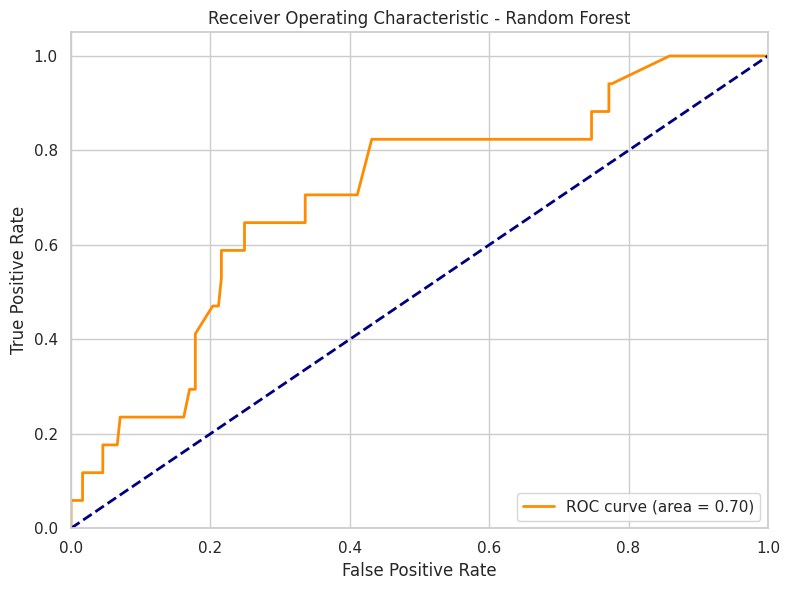 Receiver Operating Characteristic - Random Forest
True Positive Rate
1.0
0.8
0.6
0.4
0.2
0.0
ROC curve (area = 0.70)
0.0 0.2 0.4 0.6 0.8 1.0
False Positive Rate